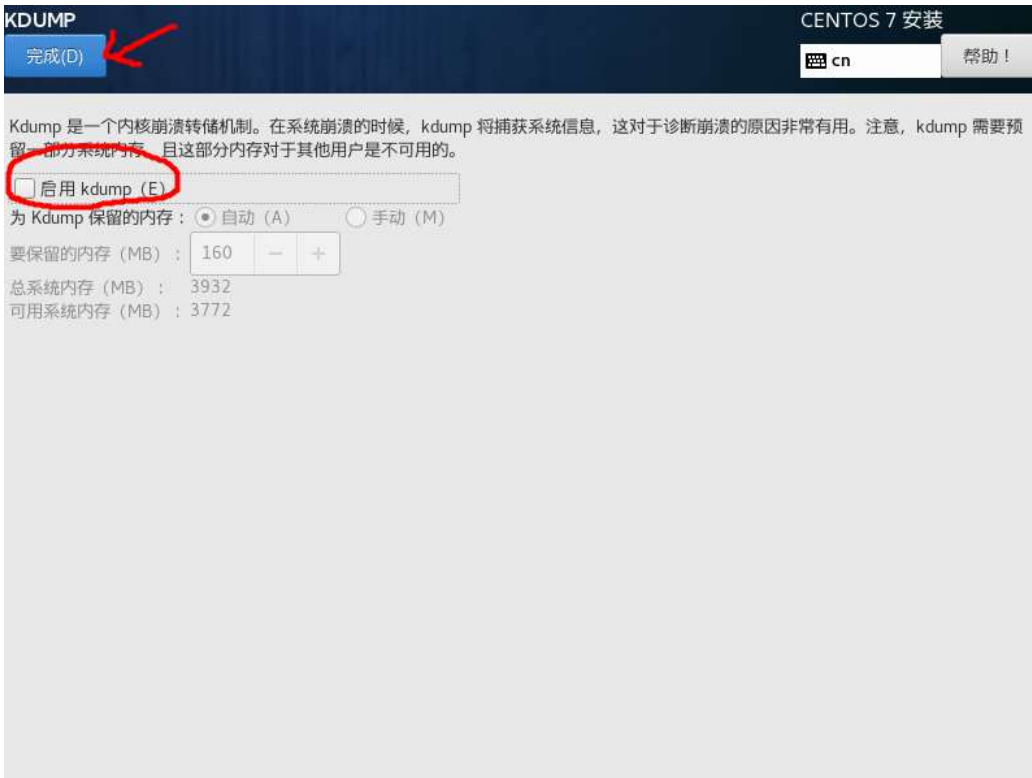 KDUMP
CENTOS 7 安装
完成(D)
cn
帮助！
Kdump 是一个内核崩溃转储机制。在系统崩溃的时候，kdump 将捕获系统信息，这对于诊断崩溃的原因非常有用。注意，kdump 需要预
留一部分系统内存，且这部分内存对于其他用户是不可用的。
启用 kdump（E）
为 Kdump 保留的内存： 自动（A） 手动（M）
要保留的内存（MB）： 160 − +
总系统内存（MB）： 3932
可用系统内存（MB）： 3772